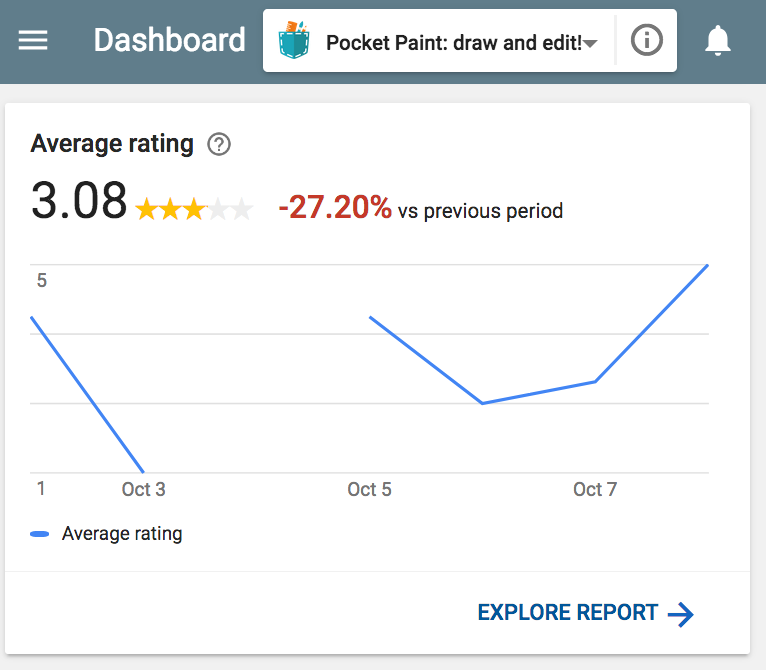 Dashboard
Pocket Paint: draw and edit!
Average rating
3.08 -27.20% vs previous period
5
1 Oct 3 Oct 5 Oct 7
Average rating
EXPLORE REPORT